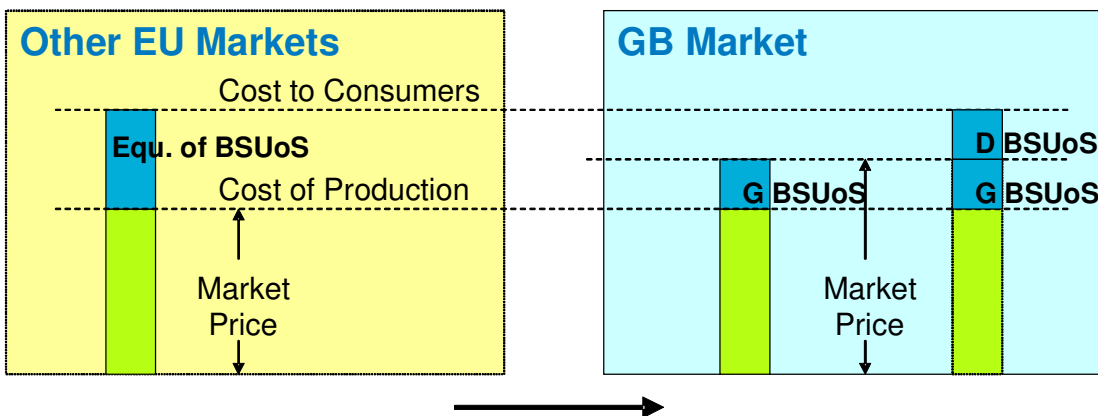 Other EU Markets
Cost to Consumers
Equ. of BSUoS
Cost of Production
Market
Price
GB Market
D BSUoS
G BSUoS
G BSUoS
Market
Price